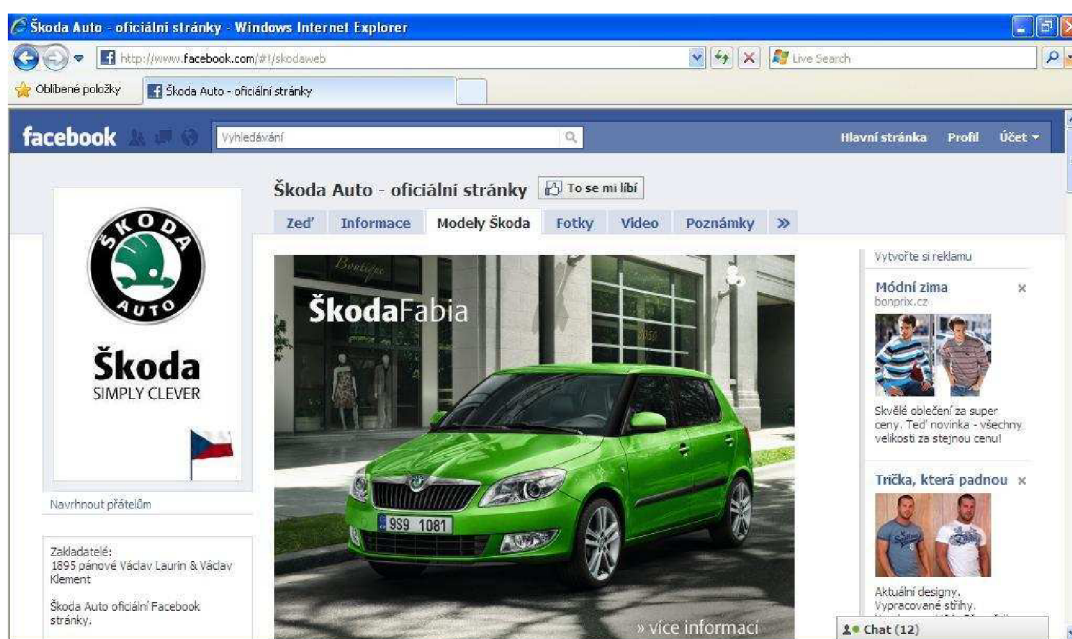 Škoda Auto - oficiální stránky - Windows Internet Explorer
http://www.facebook.com/#!/skodaweb
Live Search
Oblíbené položky
Škoda Auto - oficiální stránky
facebook
Vyhledávání
Hlavní stránka Profil Účet
Škoda Auto - oficiální stránky
To se mi líbí
Zeď Informace Modely Škoda Fotky Video Poznámky »
ŠKODA
AUTO
Škoda
SIMPLY CLEVER
Navrhnout přátelům
Zakladatelé:
1895 pánové Václav Laurin & Václav
Klement
Škoda Auto oficiální Facebook
stránky.
Boutique
ŠkodaFabia
9S9 1081
» více informací
Vytvořte si reklamu
Módní zima
bonprix.cz
Skvělé oblečení za super
ceny. Teď novinka - všechny
velikosti za stejnou cenu!
Trička, která padnou
Aktuální designy.
Vypracované střihy.
Chat (12)